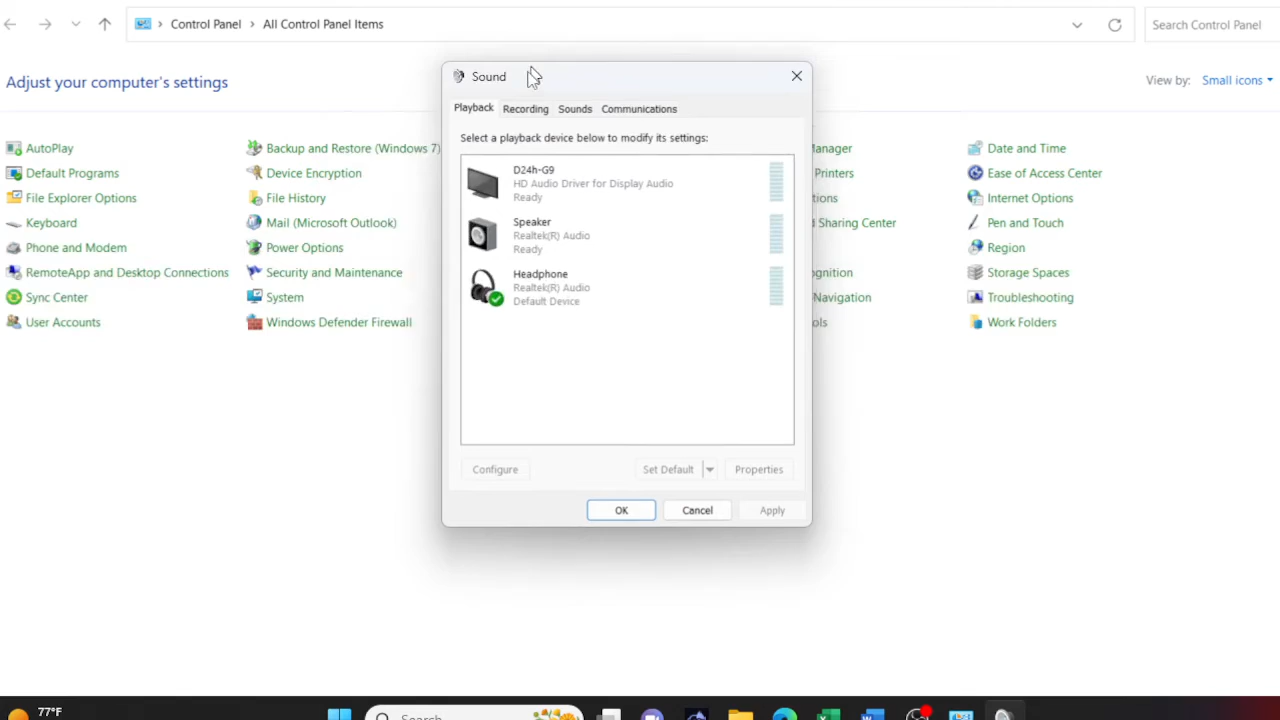 Control Panel > All Control Panel Items
Search Control Panel
Adjust your computer's settings
View by: Small icons
AutoPlay
Default Programs
File Explorer Options
Keyboard
Phone and Modem
RemoteApp and Desktop Connections
Sync Center
User Accounts
Backup and Restore (Windows 7)
Device Encryption
File History
Mail (Microsoft Outlook)
Power Options
Security and Maintenance
System
Windows Defender Firewall
Sound
Playback Recording Sounds Communications
Select a playback device below to modify its settings:
D24h-G9
HD Audio Driver for Display Audio
Ready
Speaker
Realtek(R) Audio
Ready
Headphone
Realtek(R) Audio
Default Device
Configure Set Default Properties
OK Cancel Apply
Printers
Sharing Center
Navigation
Date and Time
Ease of Access Center
Internet Options
Pen and Touch
Region
Storage Spaces
Troubleshooting
Work Folders
77°F
Search